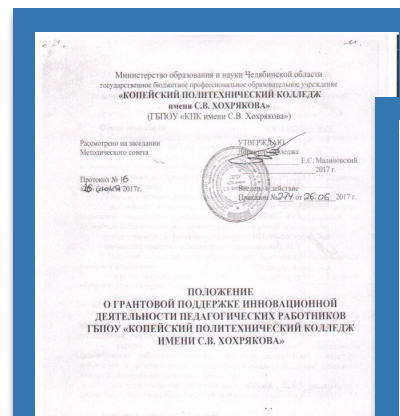 Министерство образования и науки Челябинской области
государственное бюджетное профессиональное образовательное учреждение
«КОПЕЙСКИЙ ПОЛИТЕХНИЧЕСКИЙ КОЛЛЕДЖ
имени С.В. ХОХРЯКОВА»
(ГБПОУ «КПК имени С.В. Хохрякова»)
Рассмотрено на заседании
Методического совета
Протокол № 16
2017г.
УТВЕРЖДАЮ
Е.С. Малиновский
2017 г.
Введено в действие
Приказом №274 от 26.06 2017 г.
ПОЛОЖЕНИЕ
О ГРАНТОВОЙ ПОДДЕРЖКЕ ИННОВАЦИОННОЙ
ДЕЯТЕЛЬНОСТИ ПЕДАГОГИЧЕСКИХ РАБОТНИКОВ
ГБПОУ «КОПЕЙСКИЙ ПОЛИТЕХНИЧЕСКИЙ КОЛЛЕДЖ
ИМЕНИ С.В. ХОХРЯКОВА»